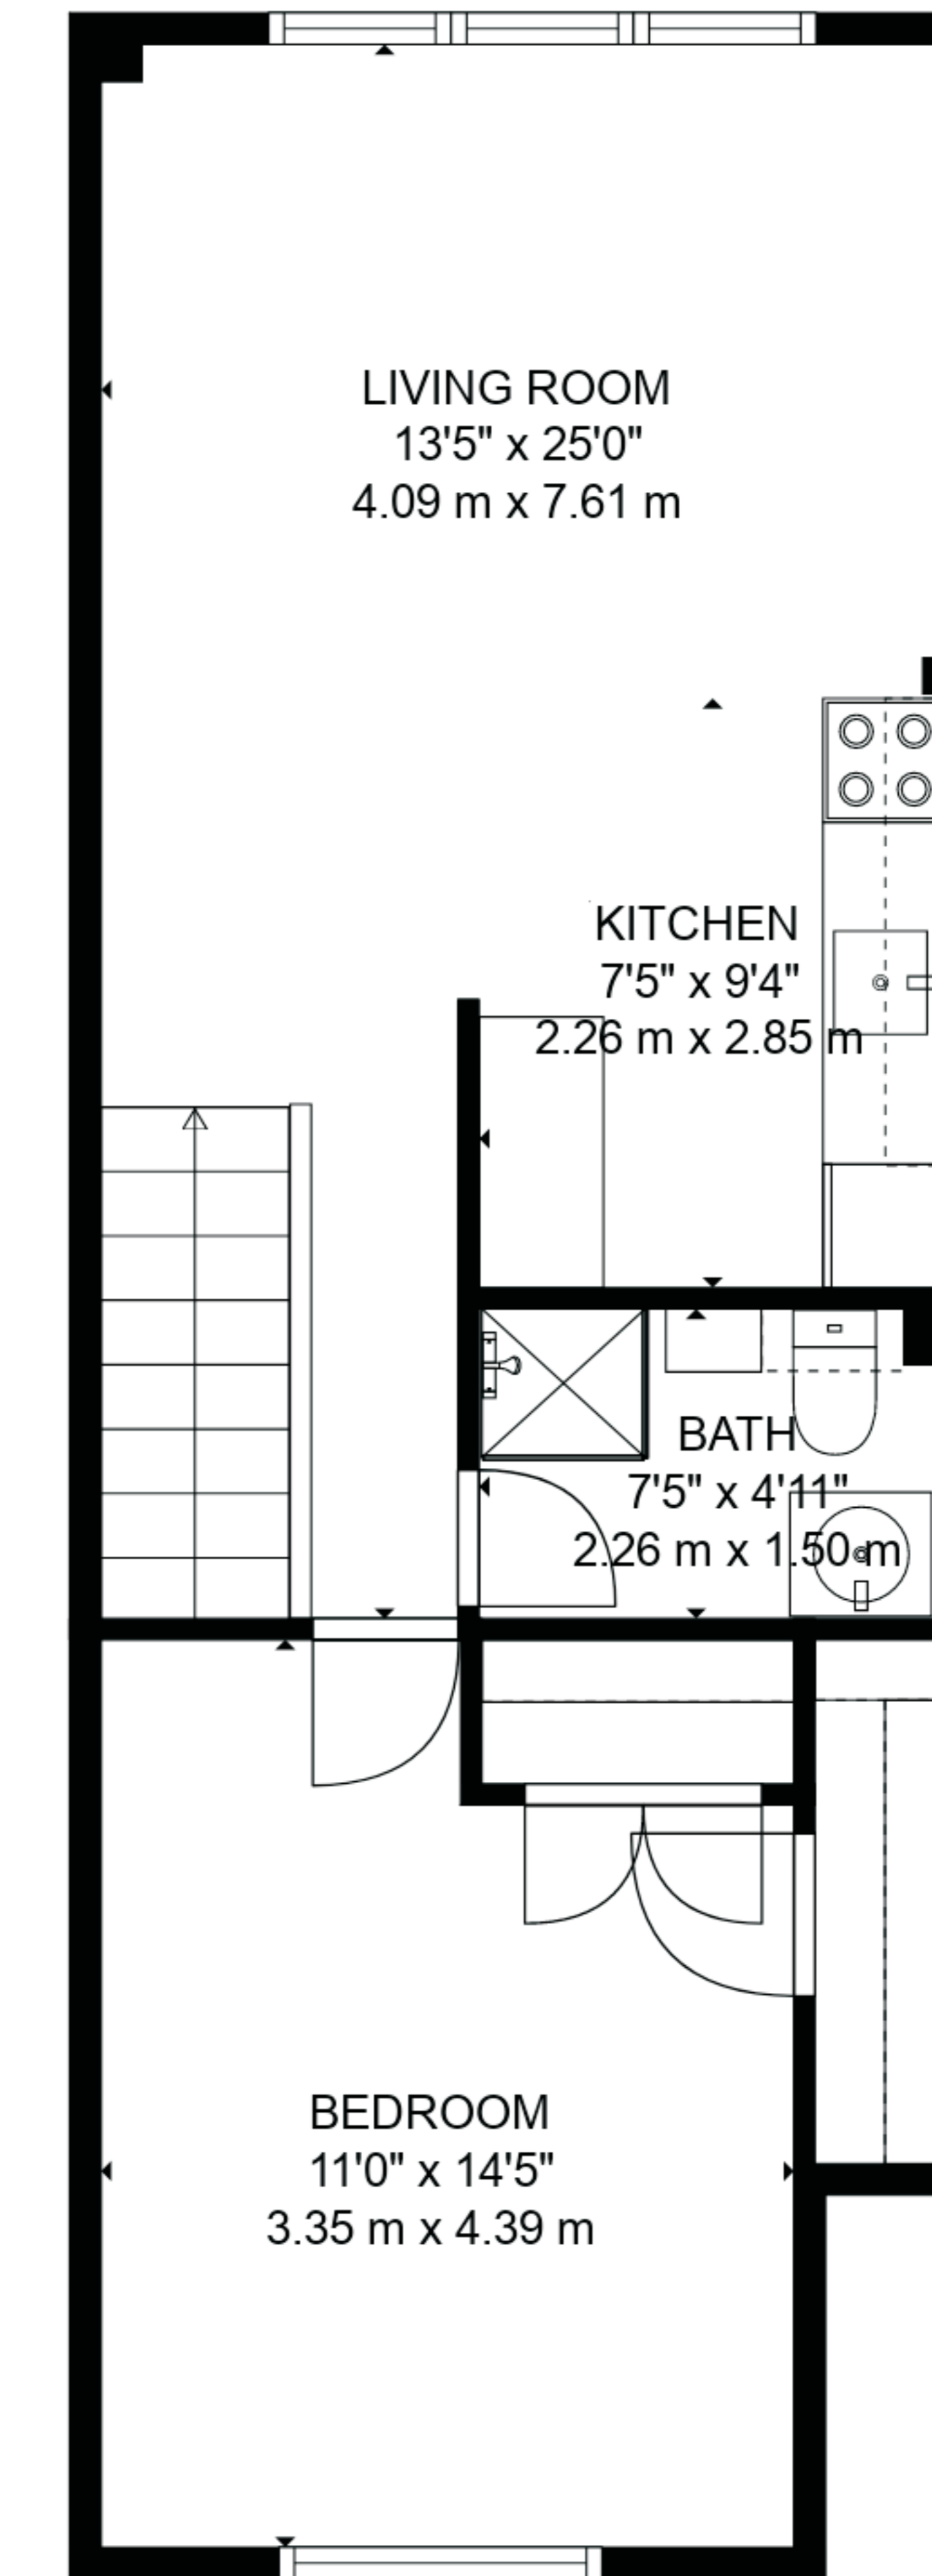 LIVING ROOM
13'5" x 25'0"
4.09 m x 7.61 m
KITCHEN
7'5" x 9'4"
2.26 m x 2.85 m
BATH
7'5" x 4'11"
2.26 m x 1.50 m
BEDROOM
11'0" x 14'5"
3.35 m x 4.39 m